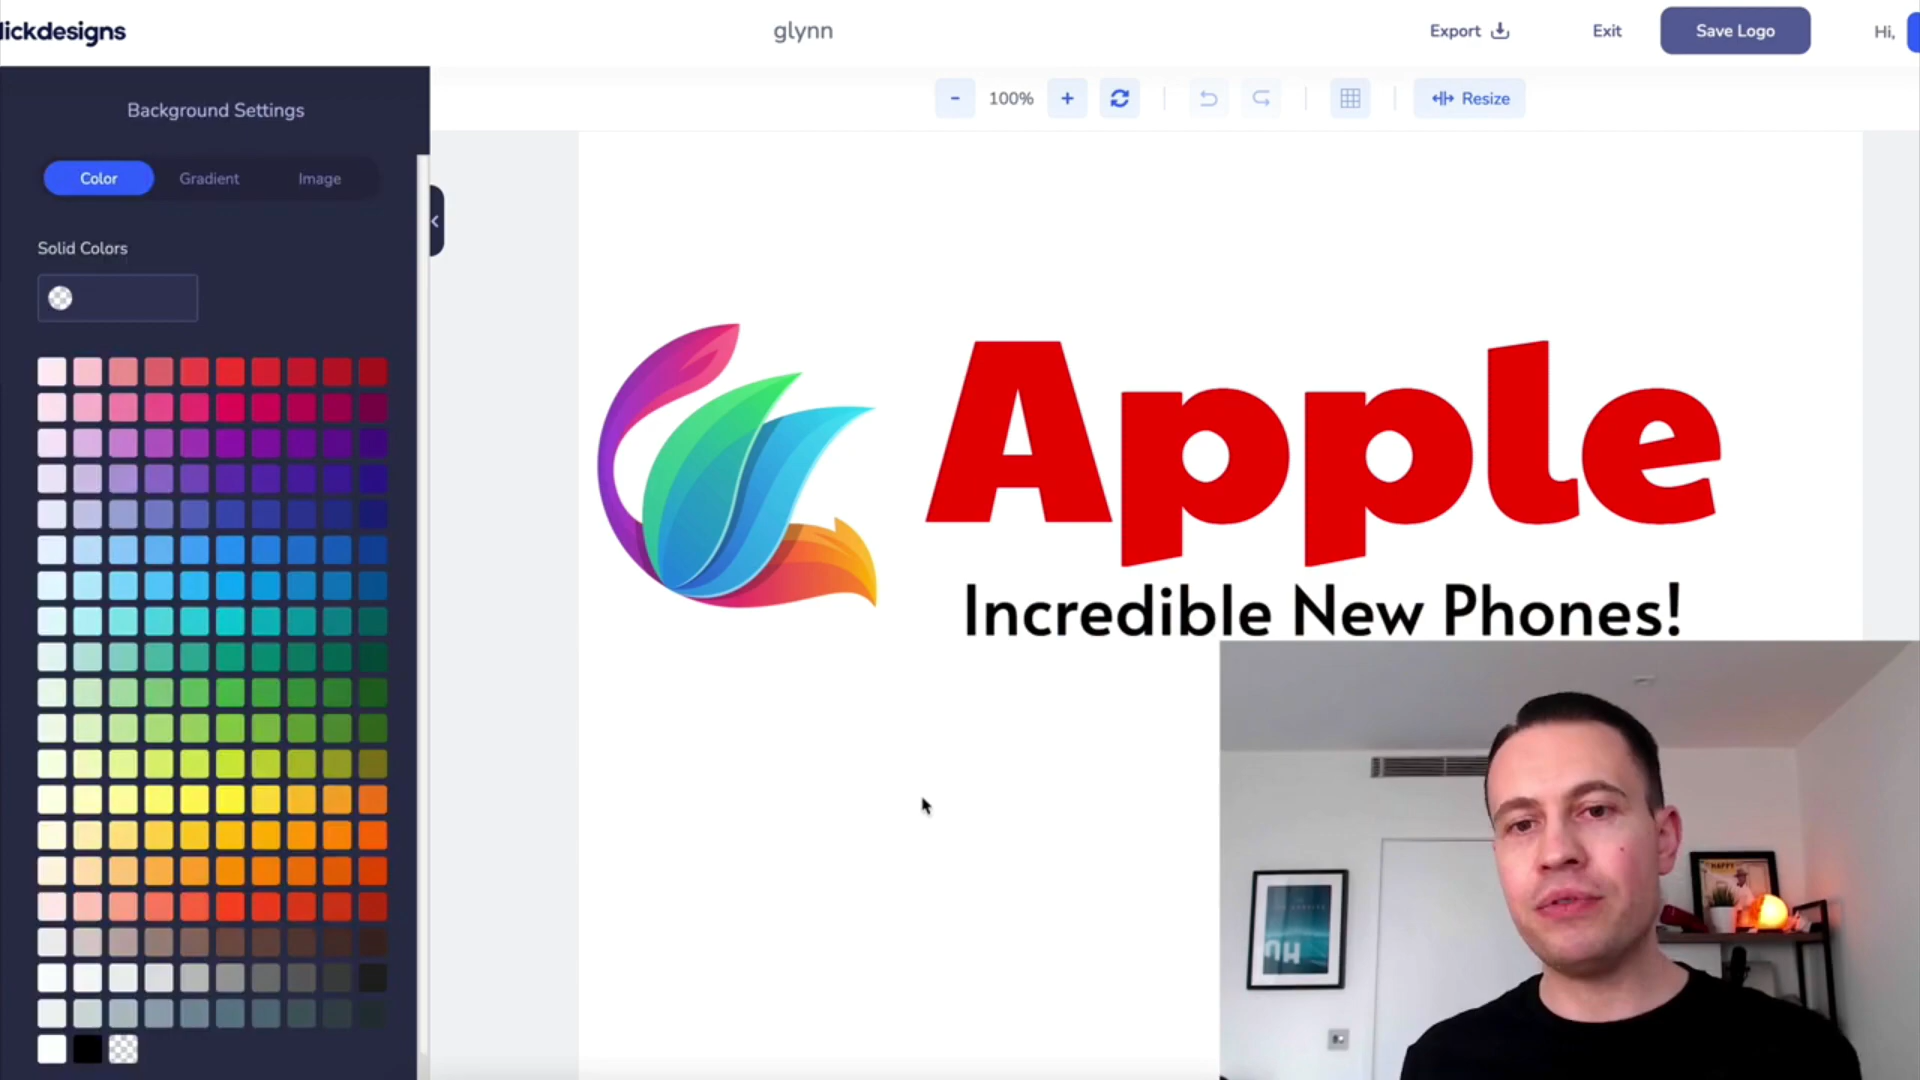 lickdesigns
glynn
Export
Exit
Save Logo
Hi,
Background Settings
- 100% +
Resize
Color
Gradient
Image
Solid Colors
Apple
Incredible New Phones!
HAPPY